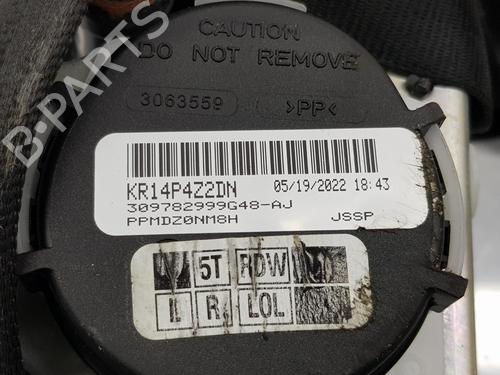 CAUTION
DO NOT REMOVE
3063559 >PP<
B-PARTS
KR14P4Z2DN 05/19/2022 18:43
309782999G48-AJ
PPMDZ0NM8H JSSP
5T RDW
L R LOL